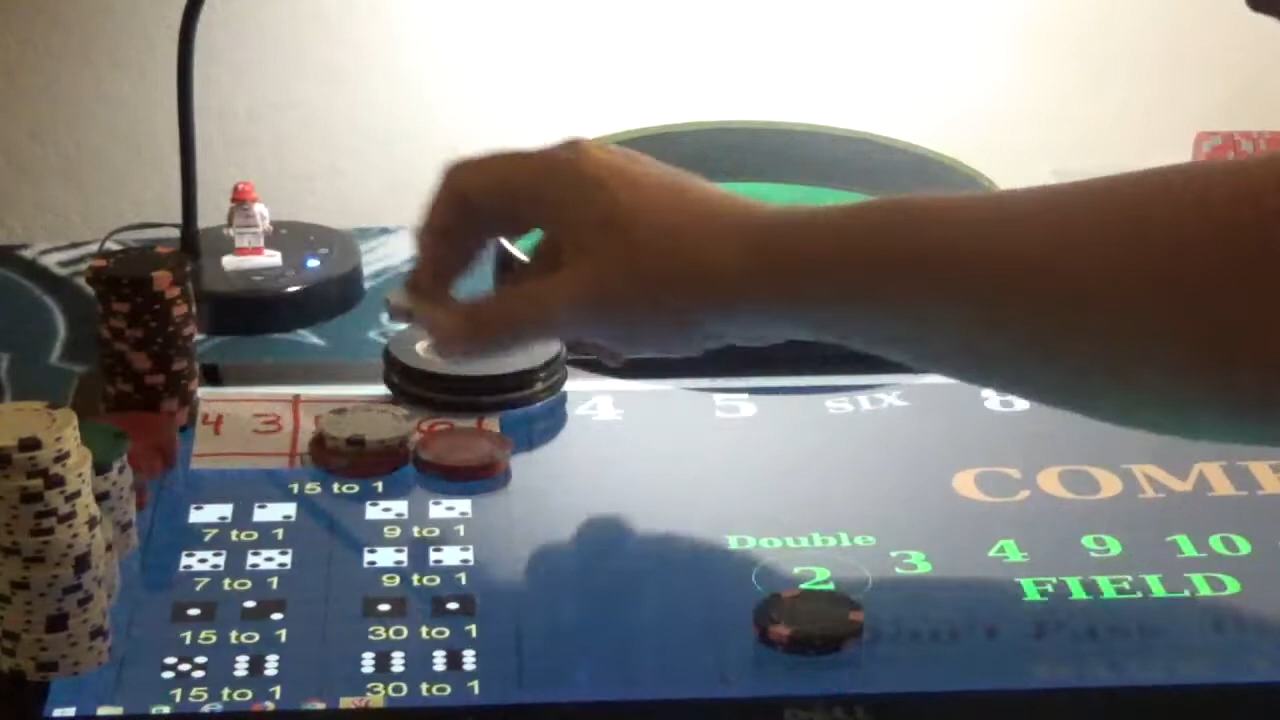 4 3
4 5 SIX 8
COME
15 to 1
7 to 1 9 to 1
Double
2 3 4 9 10
7 to 1 9 to 1
FIELD
15 to 1 30 to 1
15 to 1 30 to 1